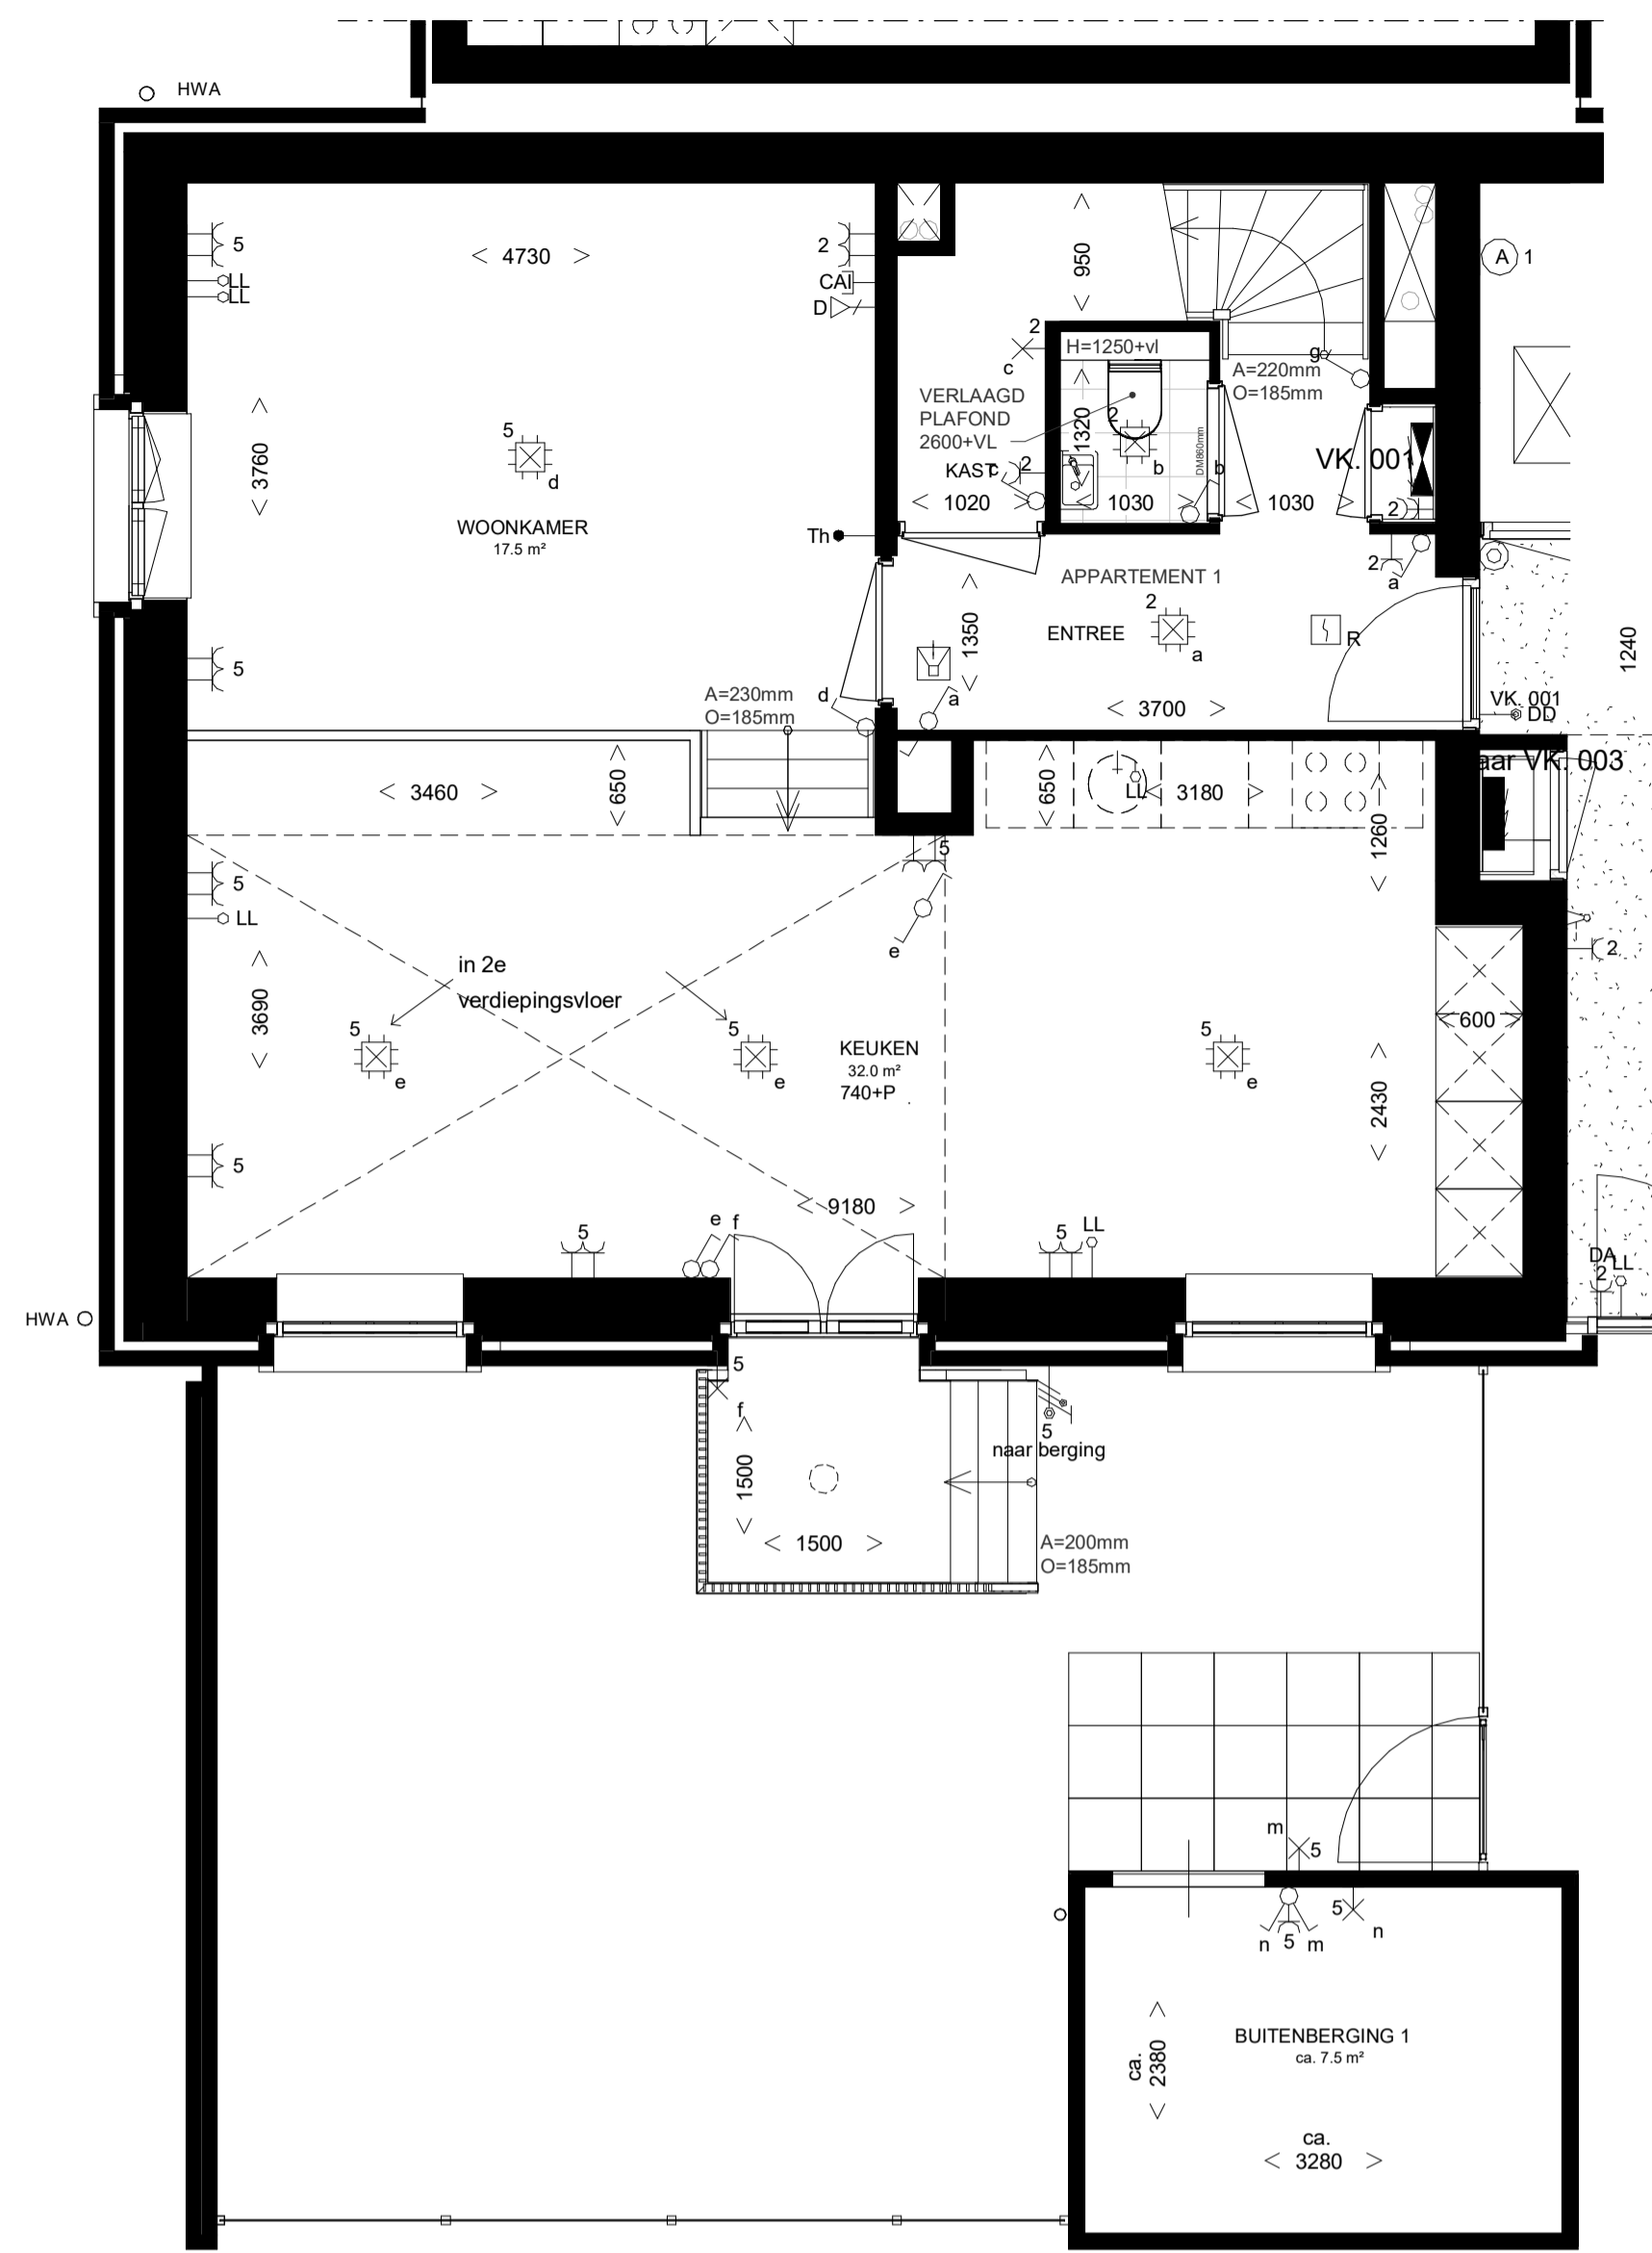 HWA
5
LL
LL
4730
2
CAI
D
950
A 1
2
c
H=1250+vl
g
A=220mm
O=185mm
VERLAAGD
PLAFOND
2600+VL
1320
2
b
DM860mm
3760
5
d
KAST
c
2
b
VK. 001
2
1020
1030
1030
WOONKAMER
17.5 m²
Th
2
a
APPARTEMENT 1
2
ENTREE
a
R
1350
1240
5
A=230mm
O=185mm
d
a
3700
VK. 001
DD
aar VK. 003
3460
650
650
LL
3180
1260
5
5
LL
e
2
in 2e
verdiepingsvloer
3690
600
5
e
5
e
5
e
KEUKEN
32.0 m²
740+P
2430
5
9180
5
e
f
5
LL
DA
LL
2
HWA
5
f
5
naar berging
1500
1500
A=200mm
O=185mm
m
5
5
n
n
5
m
BUITENBERGING 1
ca. 7.5 m²
ca.
2380
ca.
3280